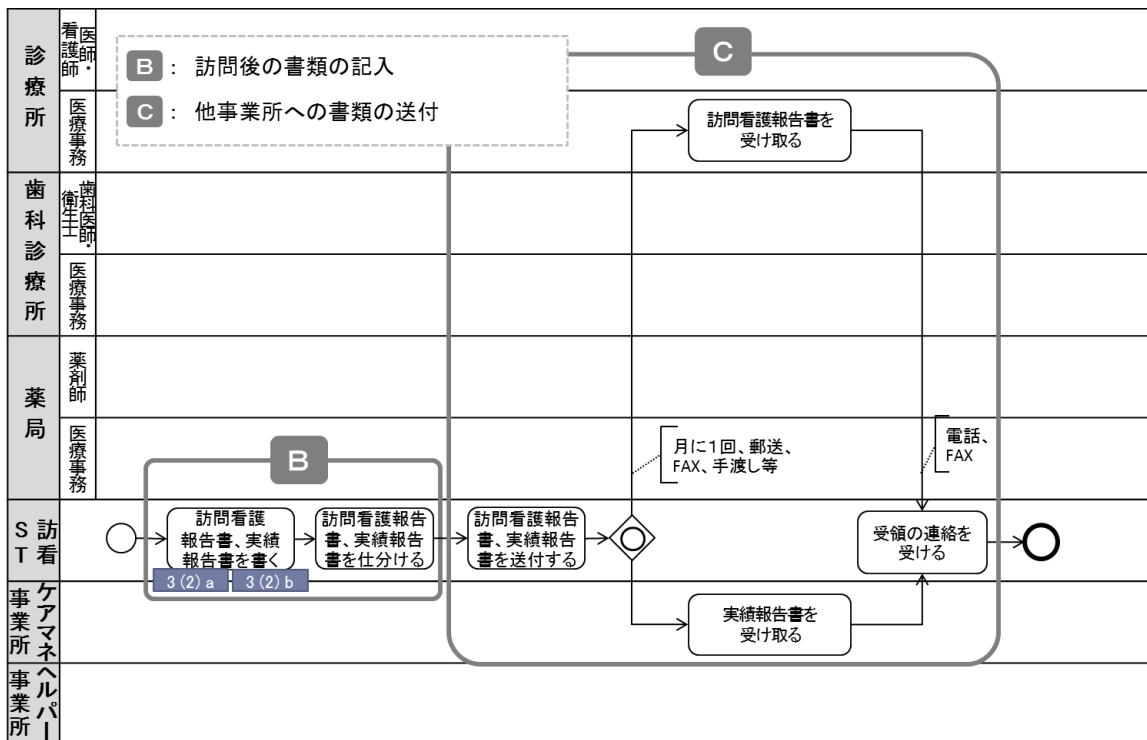 診療所
医師・
看護師
医療事務
歯科診療所
歯科医師・
衛生士
医療事務
薬局
薬剤師
医療事務
訪看
ST
ケアマネ
事業所
ヘルパー
事業所
B : 訪問後の書類の記入
C : 他事業所への書類の送付
C
訪問看護報告書を
受け取る
B
月に1回、郵送、
FAX、手渡し等
電話、
FAX
訪問看護
報告書、実績
報告書を書く
3(2)a
3(2)b
訪問看護報告
書、実績報告
書を仕分ける
訪問看護報告
書、実績報告
書を送付する
受領の連絡を
受ける
実績報告書を
受け取る